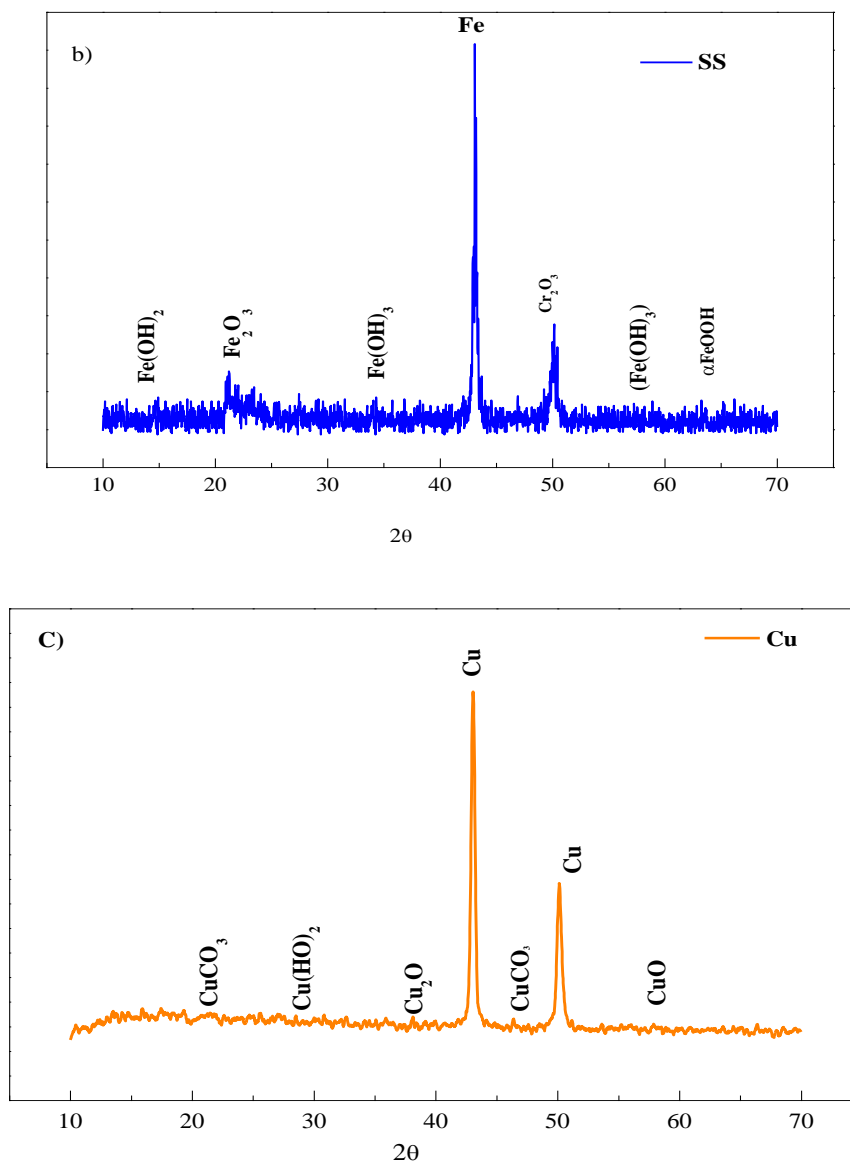 b)
Fe
SS
Fe(OH)₂
Fe₂O₃
Fe(OH)₃
Cr₂O₃
(Fe(OH)₃)
αFeOOH
10 20 30 40 50 60 70
2θ
C)
Cu
Cu
Cu
CuCO₃
Cu(HO)₂
Cu₂O
CuCO₃
CuO
10 20 30 40 50 60 70
2θ